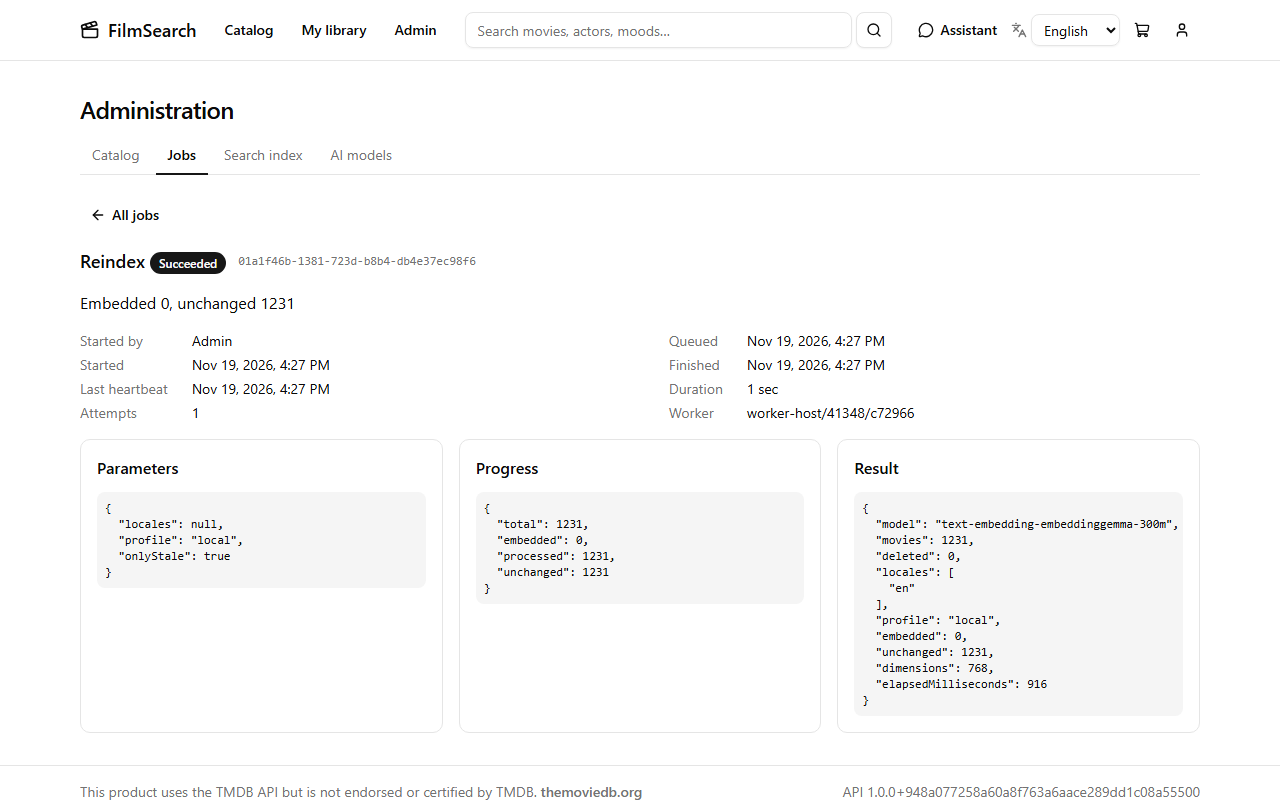 FilmSearch Catalog My library Admin Search movies, actors, moods... Assistant English
Administration
Catalog Jobs Search index AI models
All jobs
Reindex Succeeded 01a1f46b-1381-723d-b8b4-db4e37ec98f6
Embedded 0, unchanged 1231
Started by Admin Queued Nov 19, 2026, 4:27 PM
Started Nov 19, 2026, 4:27 PM Finished Nov 19, 2026, 4:27 PM
Last heartbeat Nov 19, 2026, 4:27 PM Duration 1 sec
Attempts 1 Worker worker-host/41348/c72966
Parameters
{
"locales": null,
"profile": "local",
"onlyStale": true
}
Progress
{
"total": 1231,
"embedded": 0,
"processed": 1231,
"unchanged": 1231
}
Result
{
"model": "text-embedding-embeddinggemma-300m",
"movies": 1231,
"deleted": 0,
"locales": [
"en"
],
"profile": "local",
"embedded": 0,
"unchanged": 1231,
"dimensions": 768,
"elapsedMilliseconds": 916
}
This product uses the TMDB API but is not endorsed or certified by TMDB. themoviedb.org API 1.0.0+948a077258a60a8f763a6aace289dd1c08a55500